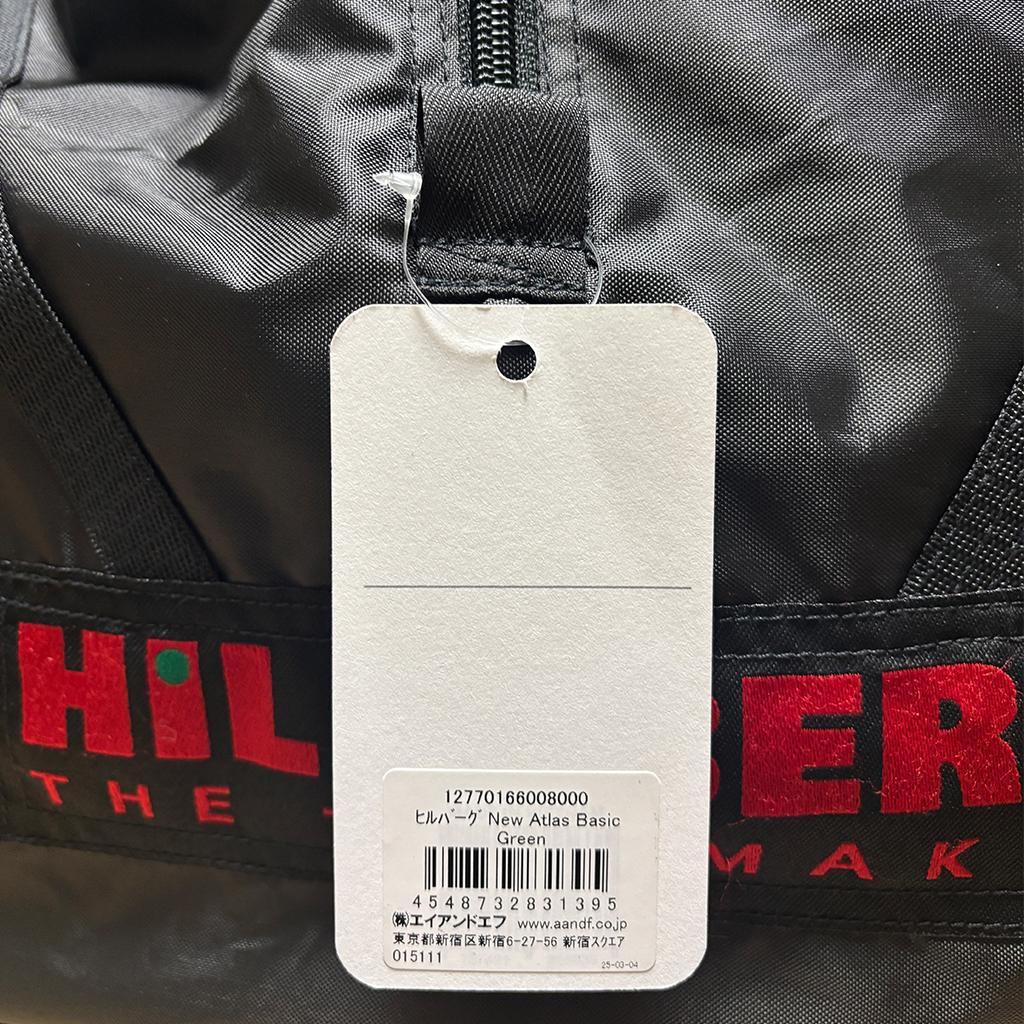 HIL BER
THE MAK
12770166008000
ﾋﾙﾊﾞｰｸﾞ New Atlas Basic
Green
4548732831395
㈱エイアンドエフ www.aandf.co.jp
東京都新宿区新宿6-27-56 新宿スクエア
015111
25-03-04